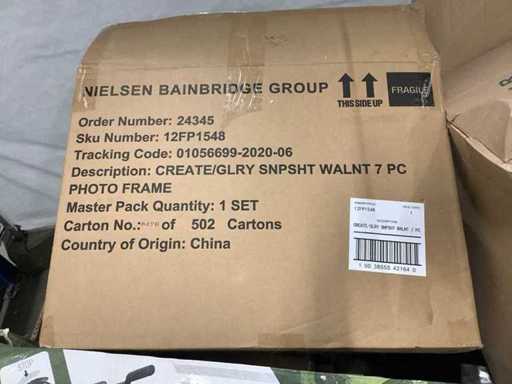 NIELSEN BAINBRIDGE GROUP
THIS SIDE UP
FRAGILE
Order Number: 24345
Sku Number: 12FP1548
Tracking Code: 01056699-2020-06
Description: CREATE/GLRY SNPSHT WALNT 7 PC
PHOTO FRAME
Master Pack Quantity: 1 SET
Carton No.: of 502 Cartons
Country of Origin: China
12FP1548
1
CREATE/GLRY SNPSHT WALNT 7 PC
STOP